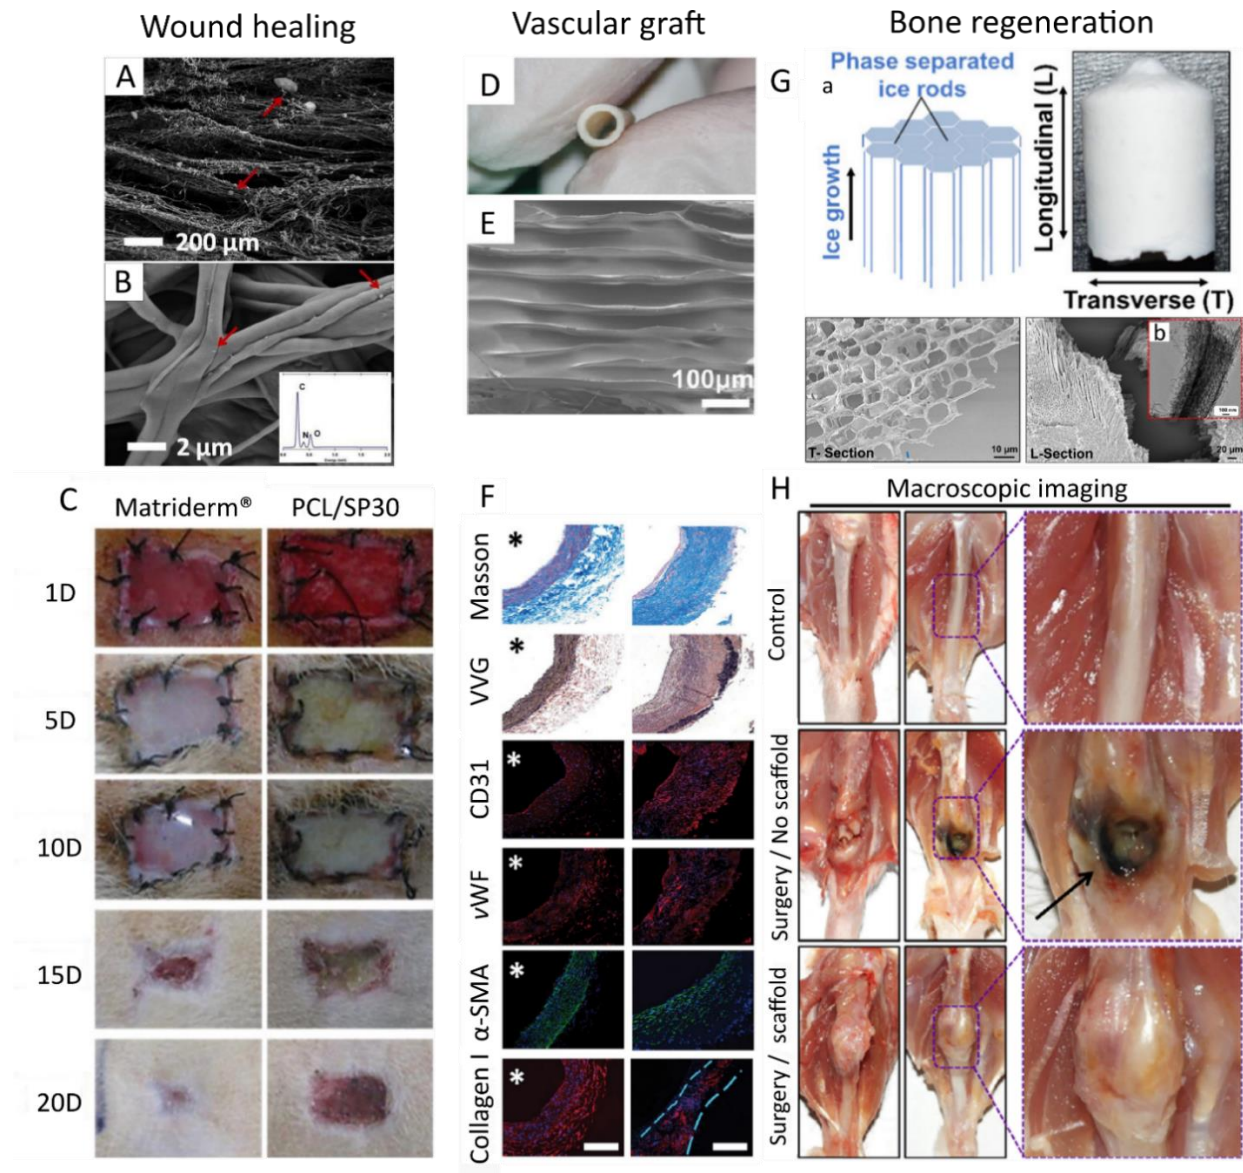 Wound healing
Vascular graft
Bone regeneration
A
200 µm
B
C
N
O
2 µm
D
E
100µm
G
a
Phase separated
ice rods
Ice growth
Longitudinal (L)
Transverse (T)
T- Section
10 µm
L-Section
b
100 nm
20 µm
C
Matriderm®
PCL/SP30
1D
5D
10D
15D
20D
F
Masson
*
VVG
*
CD31
*
vWF
*
α-SMA
*
Collagen I
*
H
Macroscopic imaging
Control
Surgery / No scaffold
Surgery / scaffold